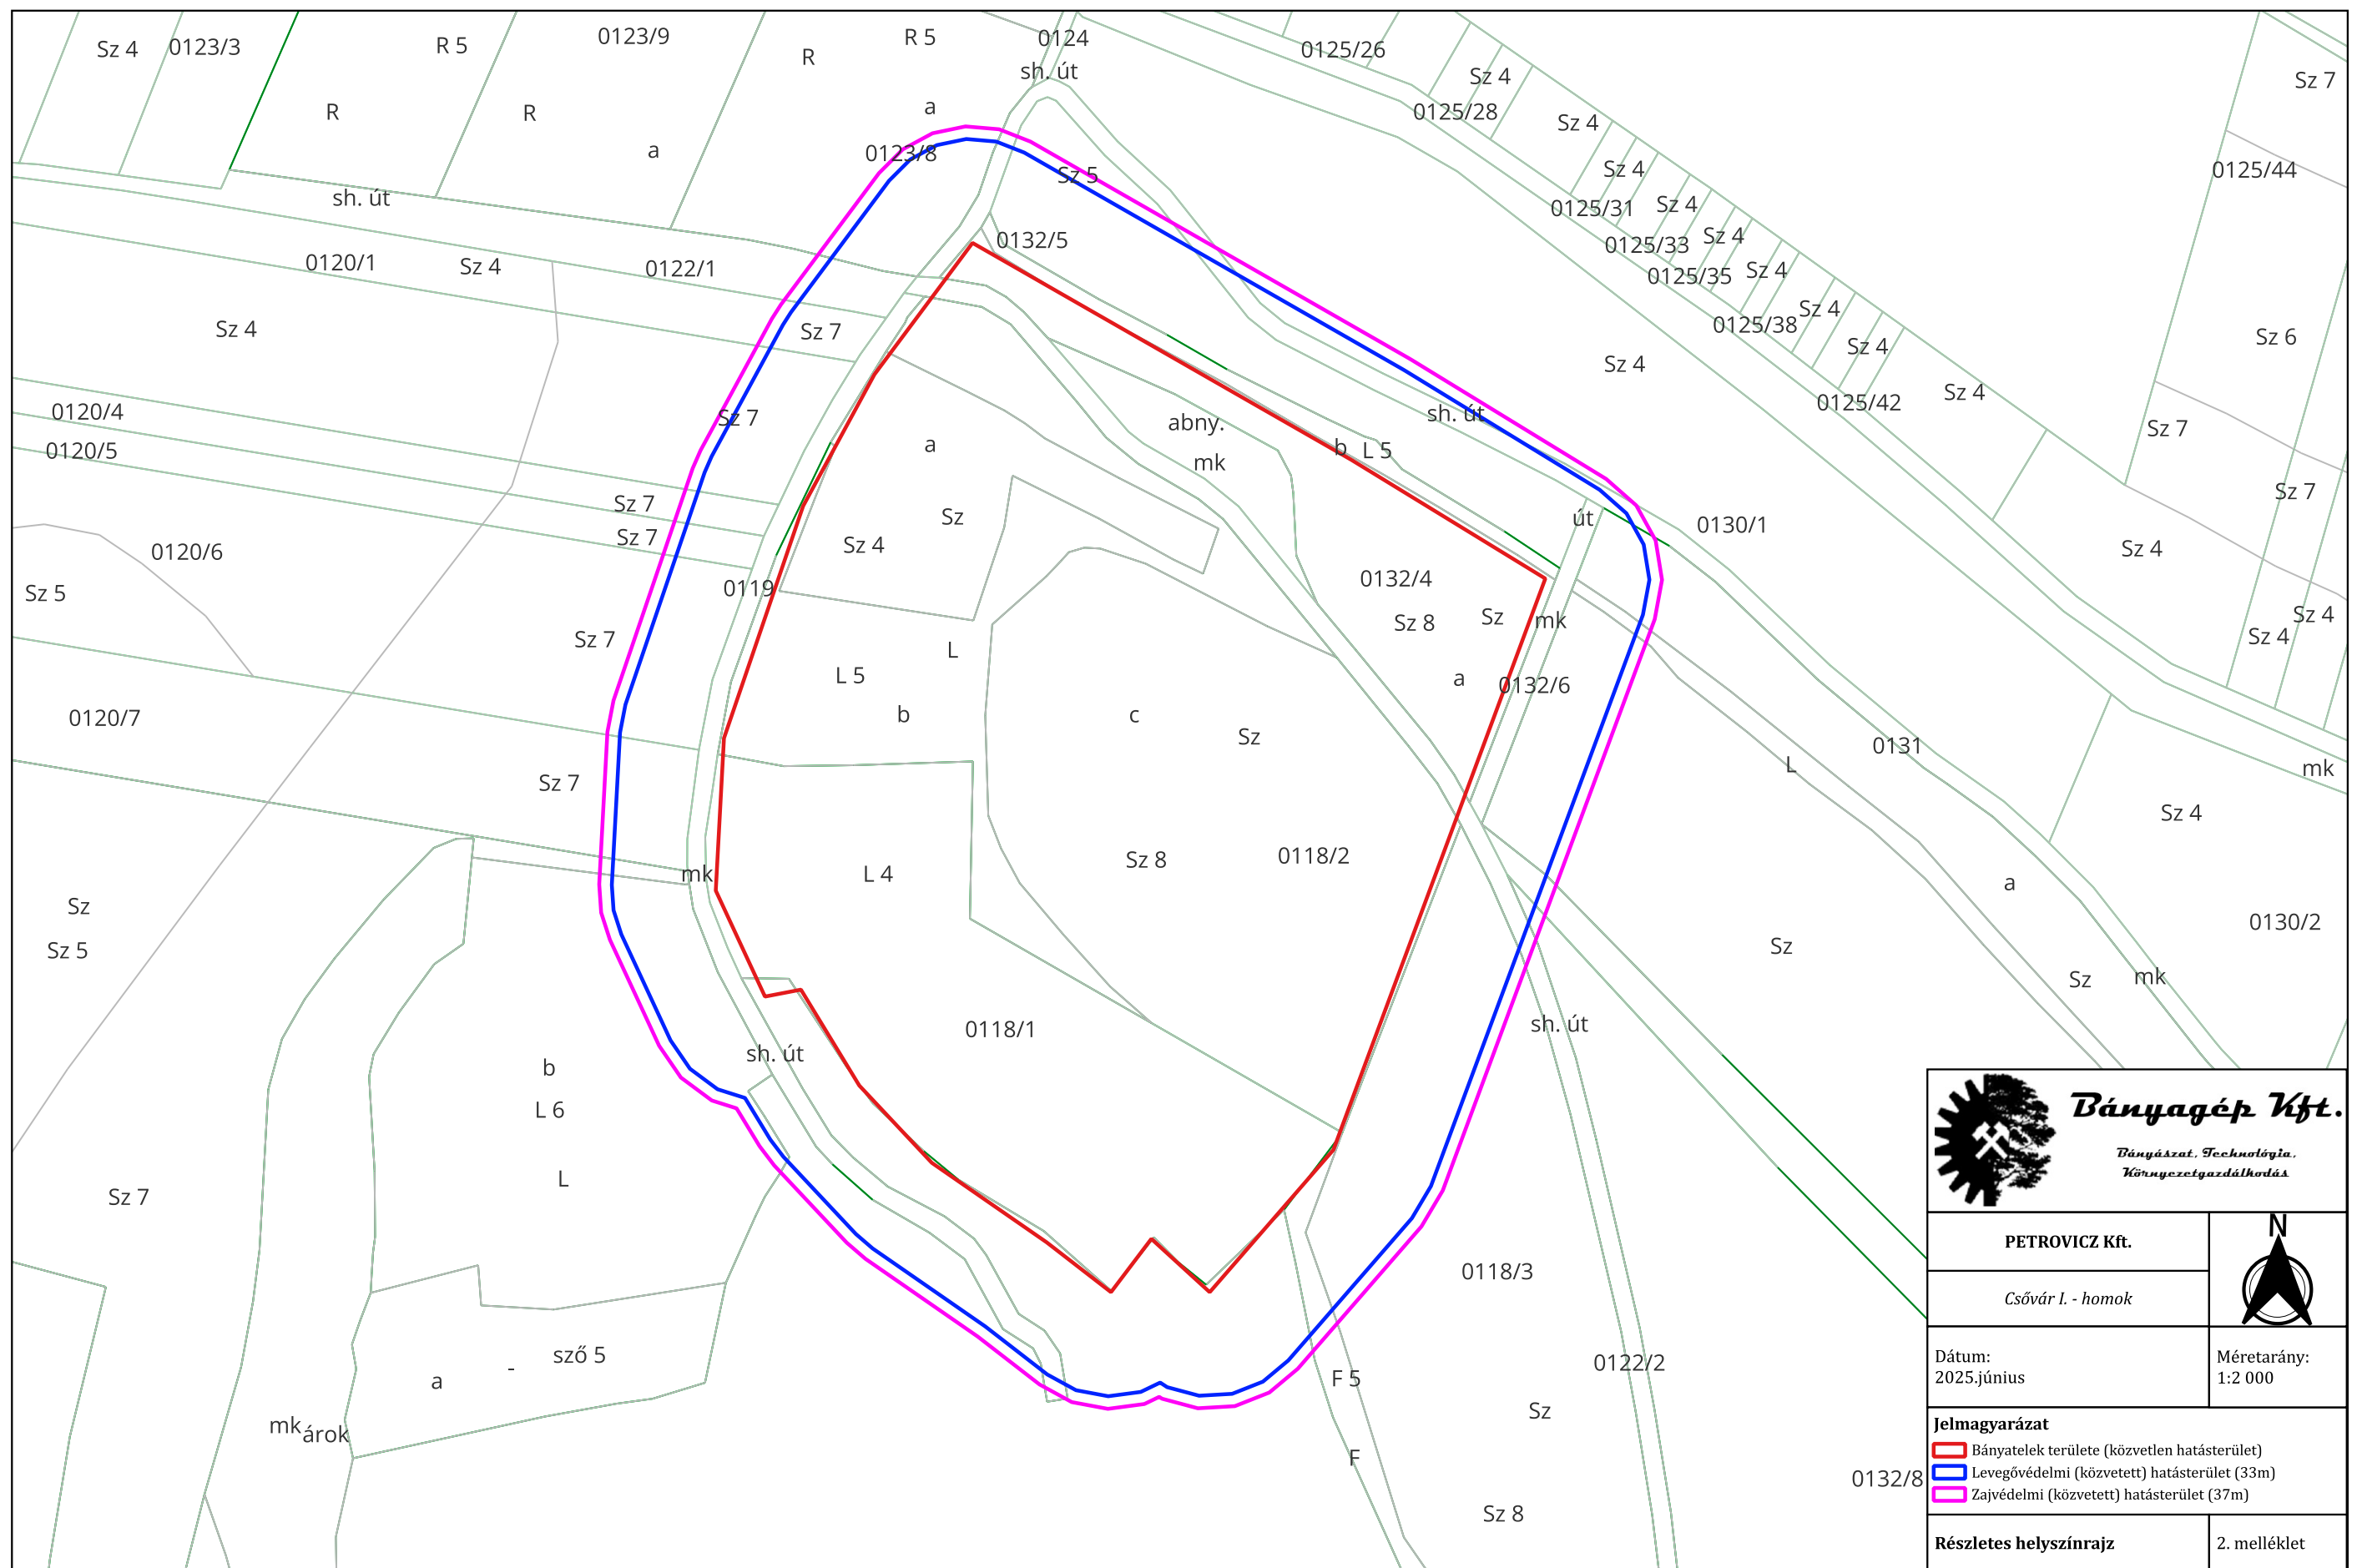 Sz 4
0123/3
R 5
0123/9
R
R 5
0124
sh. út
0125/26
Sz 4
Sz 7
R
R
a
a
0123/8
Sz 5
0125/28
Sz 4
Sz 4
0125/44
sh. út
0125/31
Sz 4
0120/1
Sz 4
0122/1
0132/5
0125/33
Sz 4
0125/35
Sz 4
Sz 4
Sz 7
0125/38
Sz 4
Sz 4
Sz 6
Sz 4
0125/42
Sz 4
0120/4
Sz 7
abny.
sh. út
Sz 7
0120/5
a
mk
b
L 5
Sz 7
Sz 7
Sz
út
0130/1
Sz 7
Sz 4
0120/6
Sz 4
Sz 5
0119
0132/4
Sz 8
Sz
mk
Sz 4
Sz 4
Sz 7
L
L 5
a
0132/6
0120/7
b
c
Sz
0131
L
mk
Sz 7
Sz 4
mk
L 4
Sz 8
0118/2
a
Sz
Sz 5
Sz
0130/2
Sz
mk
0118/1
sh. út
sh. út
b
L 6
L
Sz 7
0118/3
sző 5
-
a
F 5
0122/2
mk
árok
Sz
F
0132/8
Sz 8
Bányagép Kft.
Bányászat, Technológia,
Környezetgazdálkodás
PETROVICZ Kft.
N
Csővár I. - homok
Dátum:
2025.június
Méretarány:
1:2 000
Jelmagyarázat
Bányatelek területe (közvetlen hatásterület)
Levegővédelmi (közvetett) hatásterület (33m)
Zajvédelmi (közvetett) hatásterület (37m)
Részletes helyszínrajz
2. melléklet